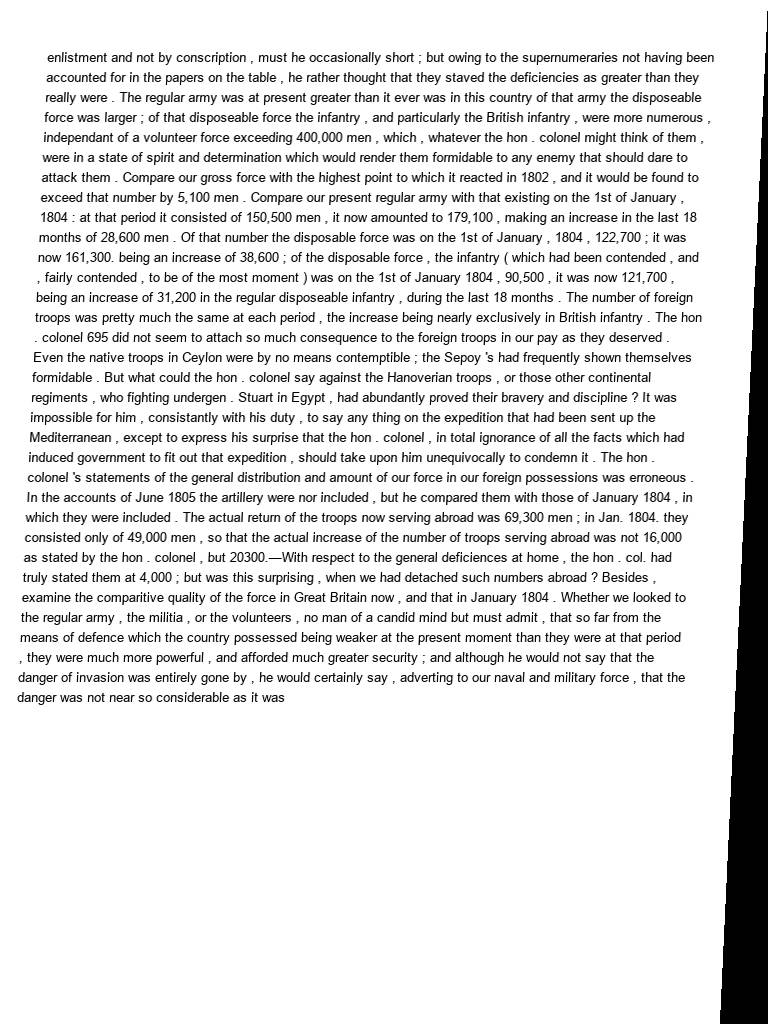 enlistment and not by conscription , must he occasionally short ; but owing to the supernumeraries not having been
accounted for in the papers on the table , he rather thought that they staved the deficiencies as greater than they
really were . The regular army was at present greater than it ever was in this country of that army the disposeable
force was larger ; of that disposeable force the infantry , and particularly the British infantry , were more numerous ,
independant of a volunteer force exceeding 400,000 men , which , whatever the hon . colonel might think of them ,
were in a state of spirit and determination which would render them formidable to any enemy that should dare to
attack them . Compare our gross force with the highest point to which it reacted in 1802 , and it would be found to
exceed that number by 5,100 men . Compare our present regular army with that existing on the 1st of January ,
1804 : at that period it consisted of 150,500 men , it now amounted to 179,100 , making an increase in the last 18
months of 28,600 men . Of that number the disposable force was on the 1st of January , 1804 , 122,700 ; it was
now 161,300. being an increase of 38,600 ; of the disposable force , the infantry ( which had been contended , and
, fairly contended , to be of the most moment ) was on the 1st of January 1804 , 90,500 , it was now 121,700 ,
being an increase of 31,200 in the regular disposeable infantry , during the last 18 months . The number of foreign
troops was pretty much the same at each period , the increase being nearly exclusively in British infantry . The hon
. colonel 695 did not seem to attach so much consequence to the foreign troops in our pay as they deserved .
Even the native troops in Ceylon were by no means contemptible ; the Sepoy 's had frequently shown themselves
formidable . But what could the hon . colonel say against the Hanoverian troops , or those other continental
regiments , who fighting undergen . Stuart in Egypt , had abundantly proved their bravery and discipline ? It was
impossible for him , consistantly with his duty , to say any thing on the expedition that had been sent up the
Mediterranean , except to express his surprise that the hon . colonel , in total ignorance of all the facts which had
induced government to fit out that expedition , should take upon him unequivocally to condemn it . The hon .
colonel 's statements of the general distribution and amount of our force in our foreign possessions was erroneous .
In the accounts of June 1805 the artillery were nor included , but he compared them with those of January 1804 , in
which they were included . The actual return of the troops now serving abroad was 69,300 men ; in Jan. 1804. they
consisted only of 49,000 men , so that the actual increase of the number of troops serving abroad was not 16,000
as stated by the hon . colonel , but 20300.—With respect to the general deficiencies at home , the hon . col. had
truly stated them at 4,000 ; but was this surprising , when we had detached such numbers abroad ? Besides ,
examine the comparitive quality of the force in Great Britain now , and that in January 1804 . Whether we looked to
the regular army , the militia , or the volunteers , no man of a candid mind but must admit , that so far from the
means of defence which the country possessed being weaker at the present moment than they were at that period
, they were much more powerful , and afforded much greater security ; and although he would not say that the
danger of invasion was entirely gone by , he would certainly say , adverting to our naval and military force , that the
danger was not near so considerable as it was